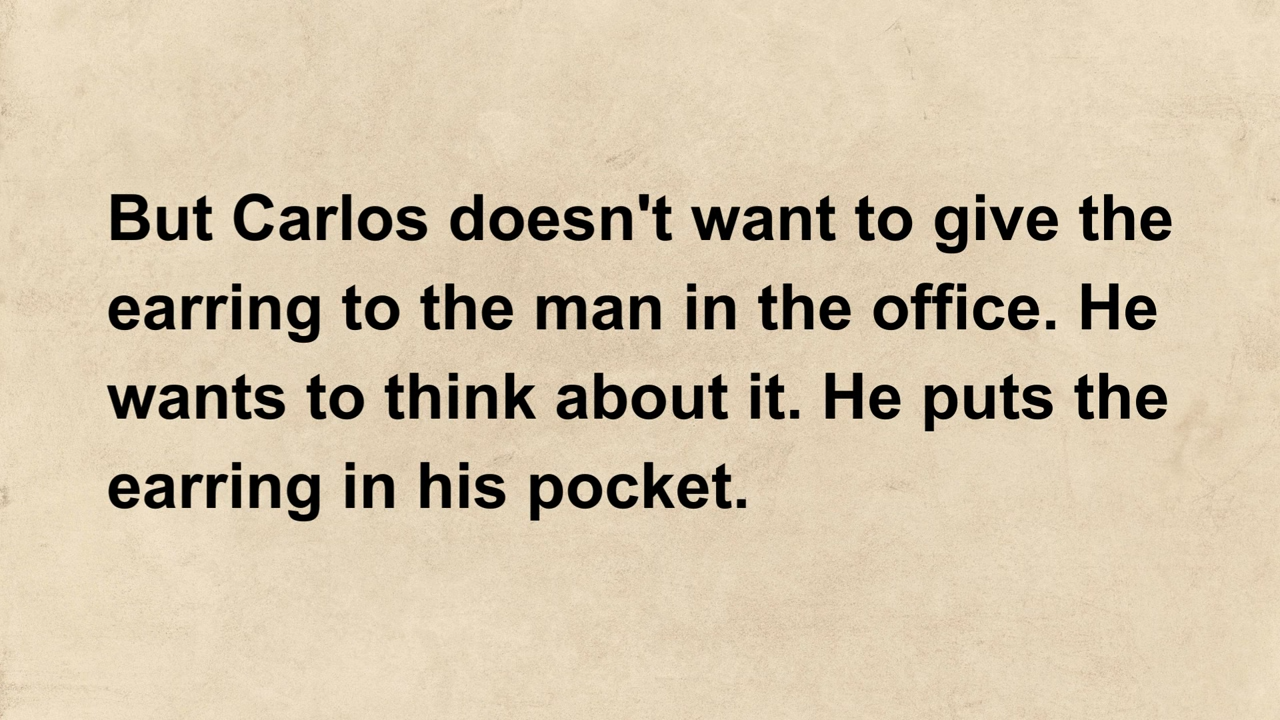 But Carlos doesn't want to give the
earring to the man in the office. He
wants to think about it. He puts the
earring in his pocket.